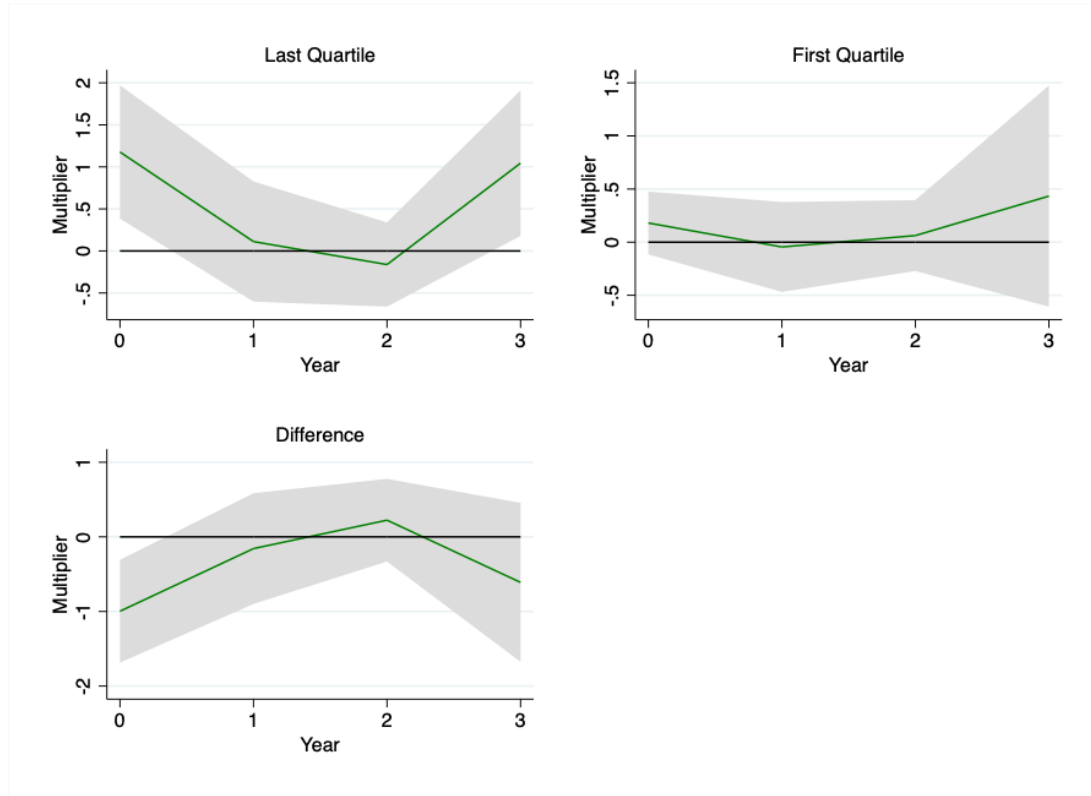 Last Quartile
Multiplier
2
1.5
1
.5
0
-.5
0 1 2 3
Year
First Quartile
Multiplier
1.5
1
.5
0
-.5
0 1 2 3
Year
Difference
Multiplier
1
0
-1
-2
0 1 2 3
Year